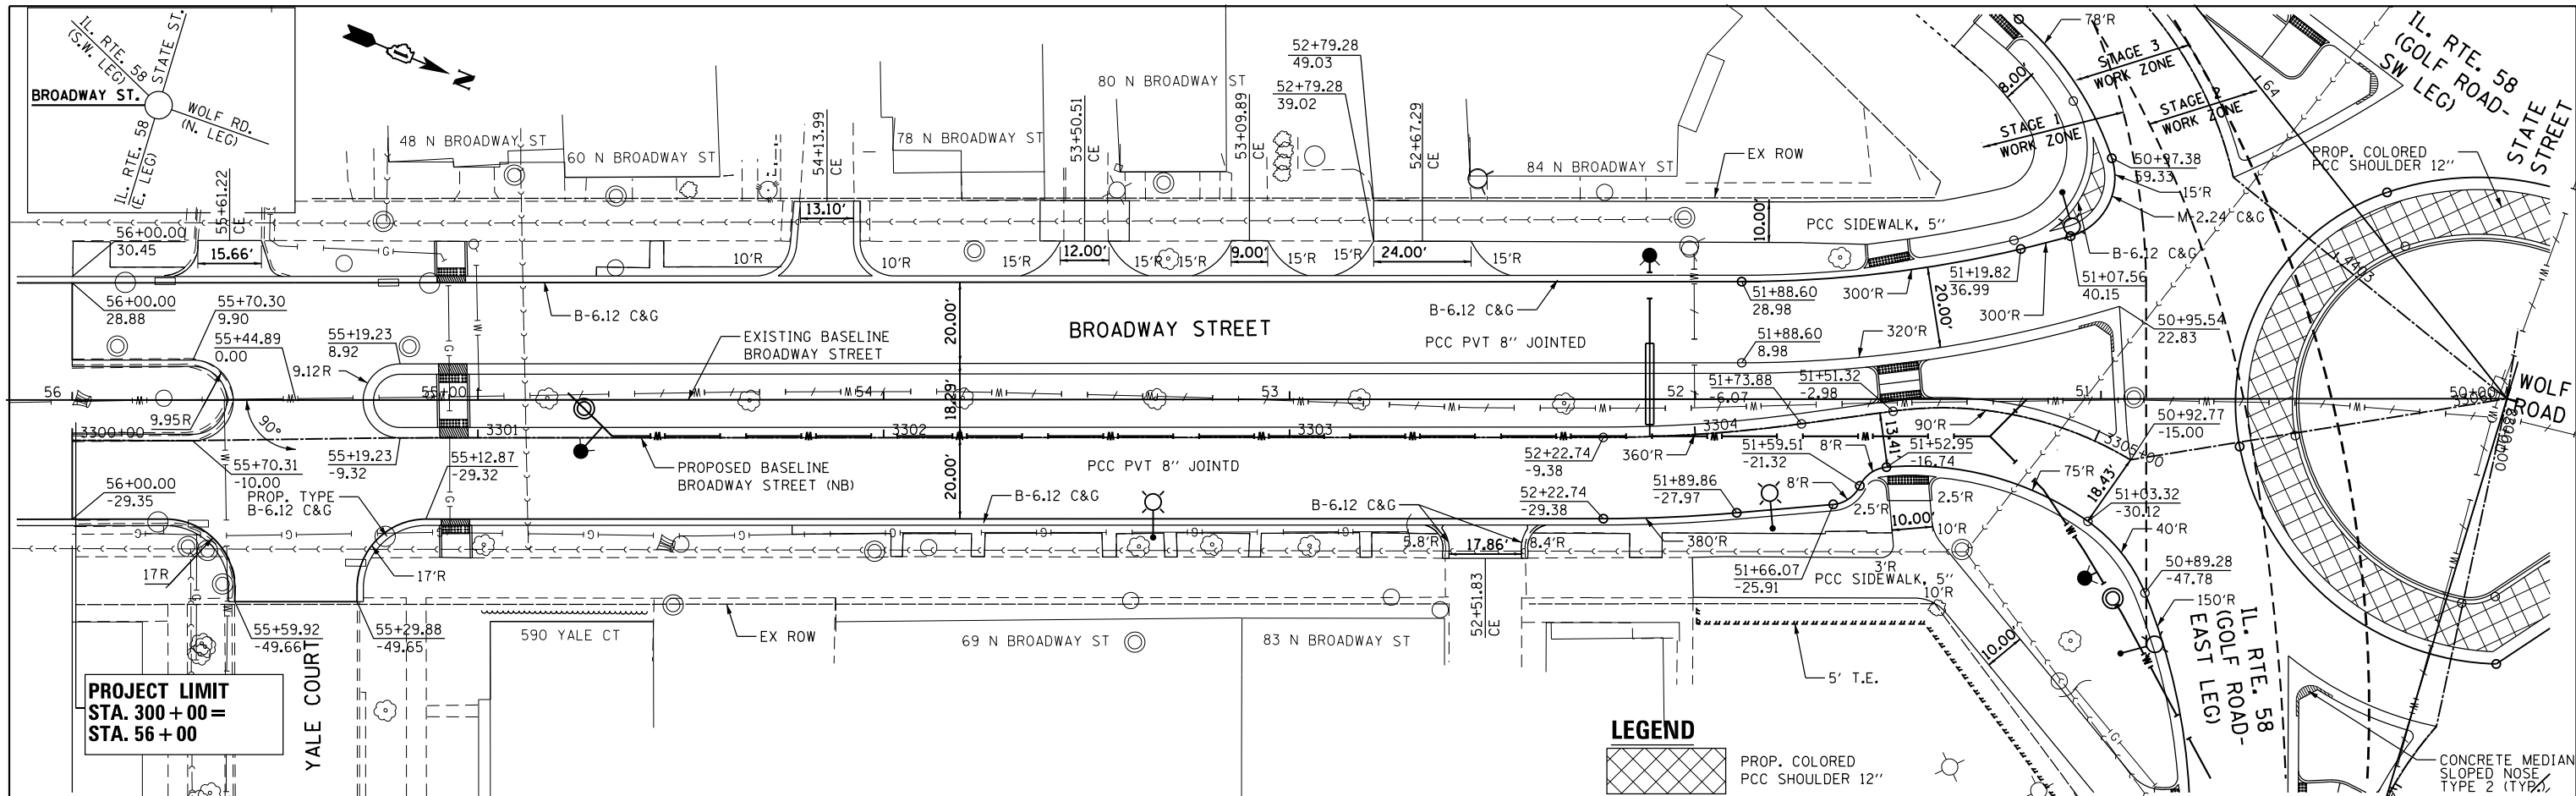 IL. RTE. 58
(S.W. LEG)
STATE ST.
BROADWAY ST.
WOLF RD.
(N. LEG)
IL. RTE. 58
(E. LEG)
N
48 N BROADWAY ST
60 N BROADWAY ST
78 N BROADWAY ST
80 N BROADWAY ST
84 N BROADWAY ST
55+61.22
CE
54+13.99
CE
53+50.51
CE
53+09.89
CE
52+67.29
CE
52+79.28
49.03
52+79.28
39.02
EX ROW
STAGE 3
WORK ZONE
STAGE 2
WORK ZONE
STAGE 1
WORK ZONE
78'R
8.00'
64
IL. RTE. 58
(GOLF ROAD-
SW LEG)
STATE
STREET
PROP. COLORED
PCC SHOULDER 12"
50+97.38
59.33
15'R
M-2.24 C&G
B-6.12 C&G
51+07.56
40.15
56+00.00
30.45
15.66'
13.10'
12.00'
9.00'
24.00'
10.00'
10'R
10'R
15'R
15'R
15'R
15'R
15'R
15'R
PCC SIDEWALK, 5"
56+00.00
28.88
55+70.30
9.90
55+44.89
0.00
55+19.23
8.92
B-6.12 C&G
EXISTING BASELINE
BROADWAY STREET
20.00'
BROADWAY STREET
B-6.12 C&G
PCC PVT 8" JOINTED
51+88.60
28.98
51+88.60
8.98
300'R
51+19.82
36.99
300'R
320'R
20.00'
50+95.54
22.83
4403
9.12R
9.95R
90°
56
55+00
54
53
52
51
50+00
18.29'
51+73.88
-6.07
51+51.32
-2.98
WOLF
ROAD
50+92.77
-15.00
3300+00
3301
3302
3303
3304
3305+00
90'R
13.41'
8'R
360'R
51+52.95
-16.74
51+59.51
-21.32
55+70.31
-10.00
55+19.23
-9.32
55+12.87
-29.32
PROPOSED BASELINE
BROADWAY STREET (NB)
20.00'
PCC PVT 8" JOINTD
52+22.74
-9.38
75'R
18.43'
56+00.00
-29.35
PROP. TYPE
B-6.12 C&G
B-6.12 C&G
B-6.12 C&G
52+22.74
-29.38
51+89.86
-27.97
8'R
2.5'R
2.5'R
10.00'
10'R
51+03.32
-30.12
40'R
5.8'R
17.86'
8.4'R
380'R
17R
17'R
52+51.83
CE
51+66.07
-25.91
PCC SIDEWALK, 5"
3'R
10'R
50+89.28
-47.78
150'R
55+59.92
-49.66
55+29.88
-49.65
590 YALE CT
EX ROW
69 N BROADWAY ST
83 N BROADWAY ST
5' T.E.
10.00'
IL. RTE. 58
(GOLF ROAD-
EAST LEG)
YALE COURT
PROJECT LIMIT
STA. 300+00=
STA. 56+00
LEGEND
PROP. COLORED
PCC SHOULDER 12"
CONCRETE MEDIAN
SLOPED NOSE
TYPE 2 (TYP.)